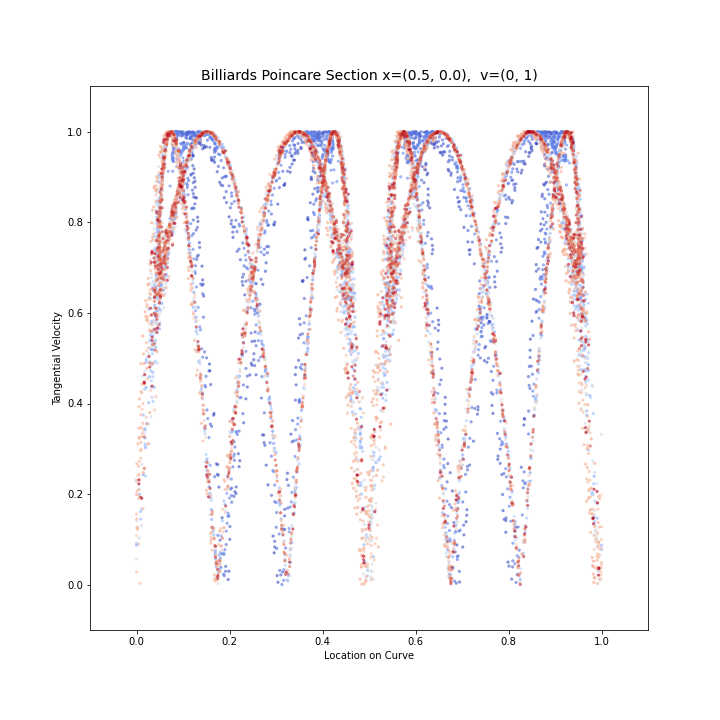 Billiards Poincare Section x=(0.5, 0.0),  v=(0, 1)
1.0
0.8
0.6
0.4
0.2
0.0
Tangential Velocity
0.0 0.2 0.4 0.6 0.8 1.0
Location on Curve